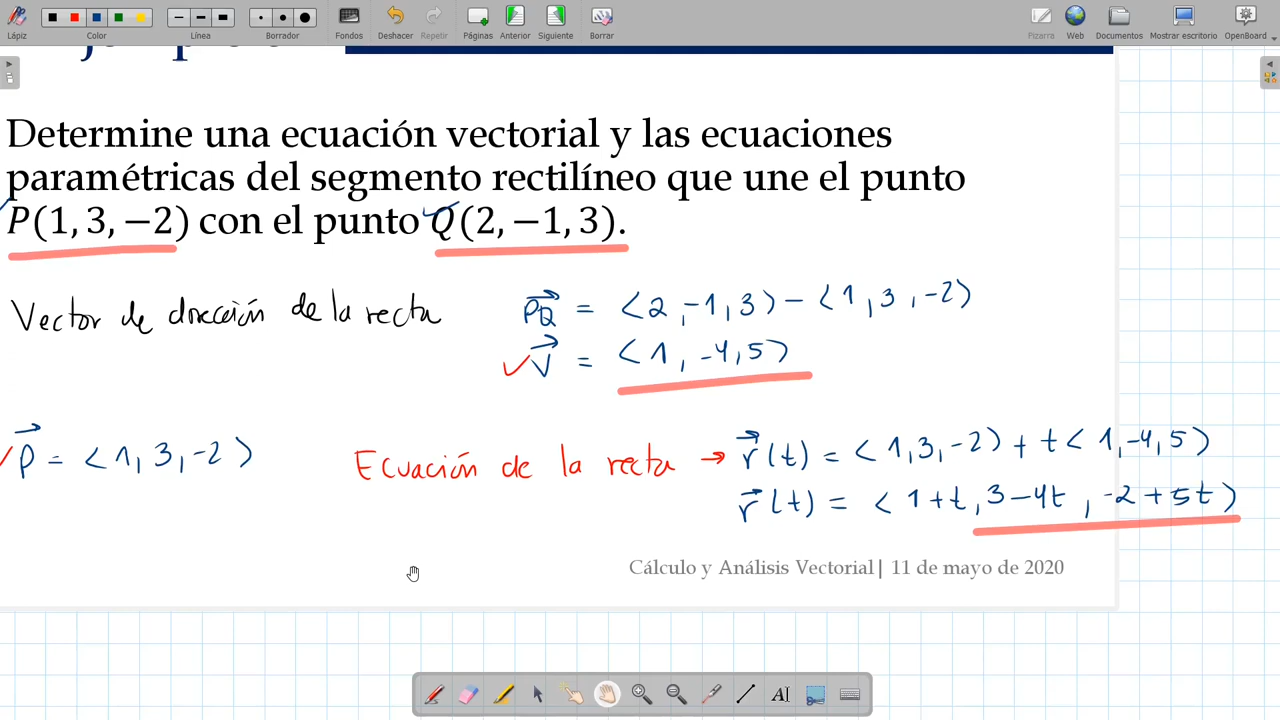 Lápiz Color Línea Borrador Fondos Deshacer Repetir Páginas Anterior Siguiente Borrar Pizarra Web Documentos Mostrar escritorio OpenBoard
Determine una ecuación vectorial y las ecuaciones
paramétricas del segmento rectilíneo que une el punto
P(1, 3, −2) con el punto Q(2, −1, 3).
Vector de dirección de la recta
PQ⃗ = ⟨2, −1, 3⟩ − ⟨1, 3, −2⟩
V⃗ = ⟨1, −4, 5⟩
P⃗ = ⟨1, 3, −2⟩
Ecuación de la recta → r⃗(t) = ⟨1, 3, −2⟩ + t⟨1, −4, 5⟩
r⃗(t) = ⟨1+t, 3−4t, −2+5t⟩
Cálculo y Análisis Vectorial| 11 de mayo de 2020
AI